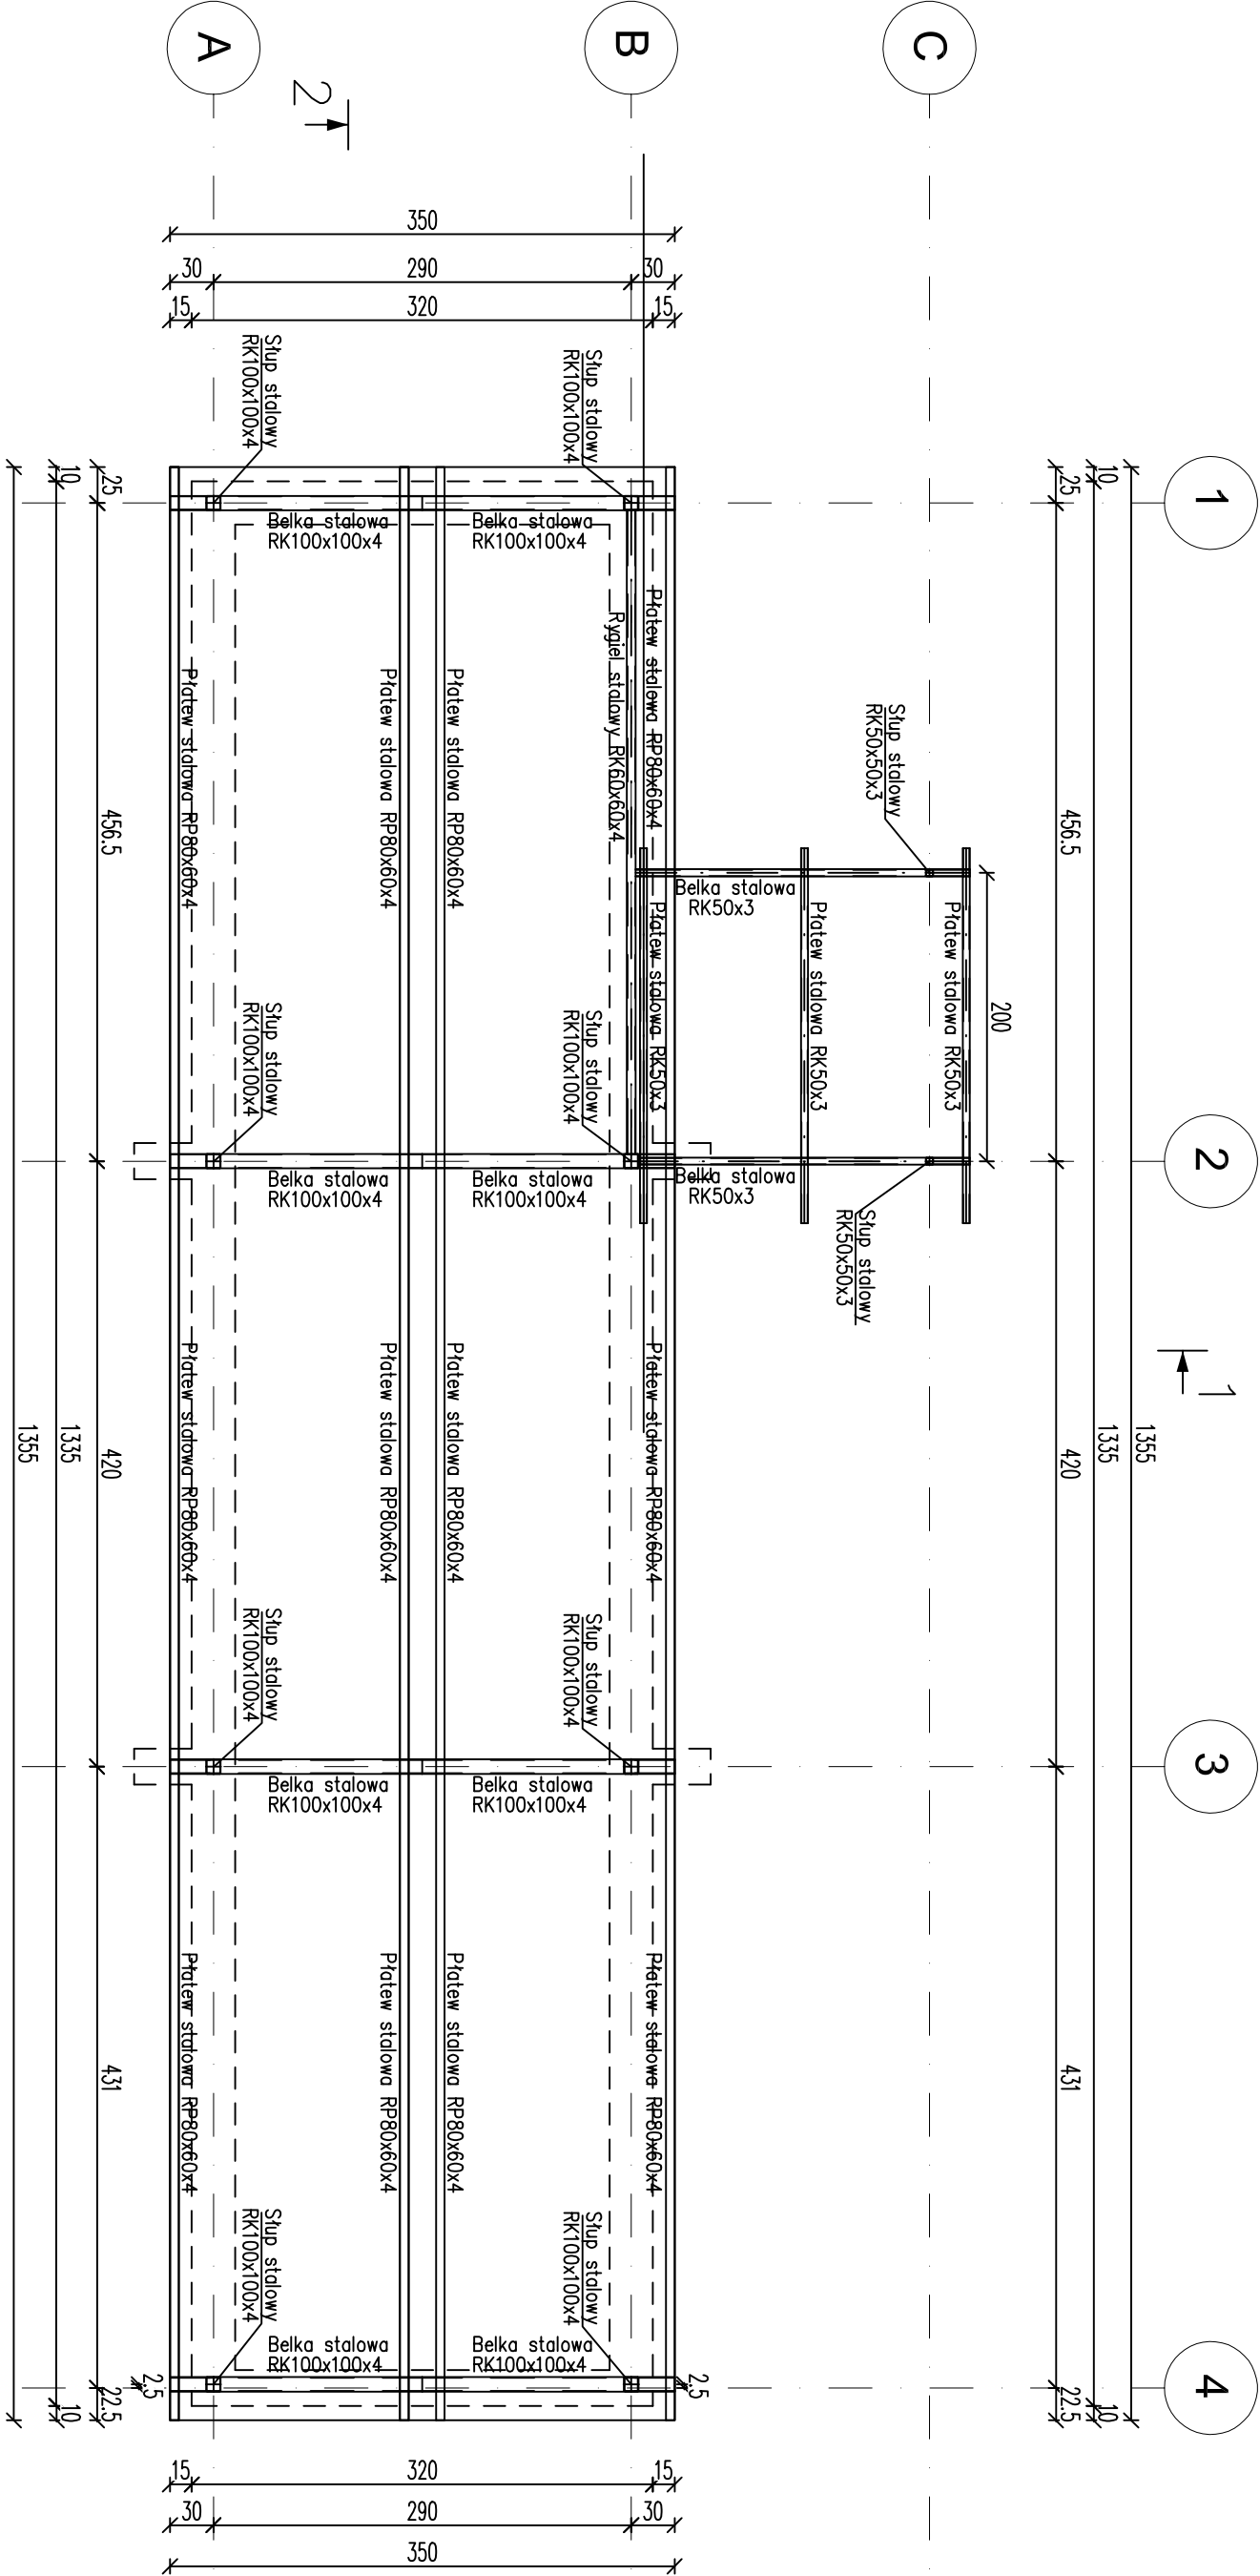 A
B
C
2
350
30
290
30
15
320
15
Słup stalowy
RK100x100x4
Słup stalowy
RK100x100x4
1
10
25
10
25
1355
1335
Belka stalowa
RK100x100x4
Belka stalowa
RK100x100x4
Płatew stalowa RP80x60x4
Płatew stalowa RP80x60x4
Płatew stalowa RP80x60x4
Rygiel stalowy RK60x60x4
Płatew stalowa RP80x60x4
Słup stalowy
RK50x50x3
456.5
456.5
Belka stalowa
RK50x3
Płatew stalowa RK50x3
Płatew stalowa RK50x3
Płatew stalowa RK50x3
200
Słup stalowy
RK100x100x4
Słup stalowy
RK100x100x4
2
Belka stalowa
RK100x100x4
Belka stalowa
RK100x100x4
Belka stalowa
RK50x3
Słup stalowy
RK50x50x3
1
Płatew stalowa RP80x60x4
Płatew stalowa RP80x60x4
Płatew stalowa RP80x60x4
Płatew stalowa RP80x60x4
1355
1335
420
420
1335
1355
Słup stalowy
RK100x100x4
Słup stalowy
RK100x100x4
3
Belka stalowa
RK100x100x4
Belka stalowa
RK100x100x4
Płatew stalowa RP80x60x4
Płatew stalowa RP80x60x4
Płatew stalowa RP80x60x4
Płatew stalowa RP80x60x4
431
431
Słup stalowy
RK100x100x4
Słup stalowy
RK100x100x4
Belka stalowa
RK100x100x4
Belka stalowa
RK100x100x4
4
2.5
2.5
22.5
10
22.5
10
15
320
15
30
290
30
350